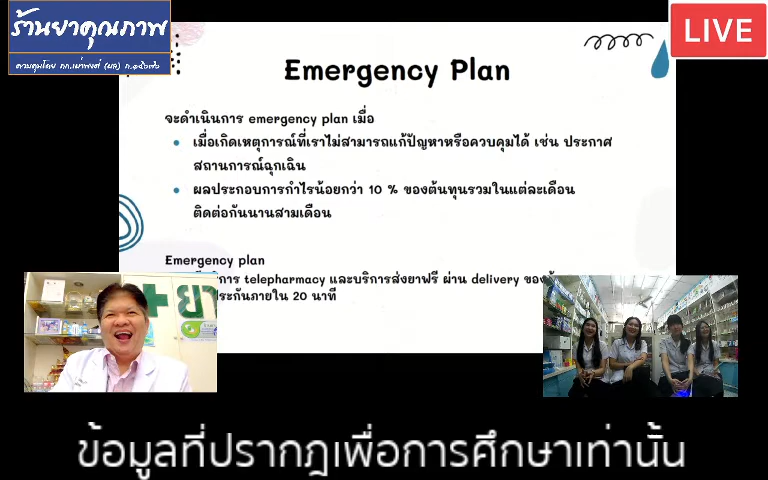 ร้านยาคุณภาพ
LIVE
Emergency Plan
จะดำเนินการ emergency plan เมื่อ
เมื่อเกิดเหตุการณ์ที่เราไม่สามารถแก้ปัญหาหรือควบคุมได้ เช่น ประกาศ
สถานการณ์ฉุกเฉิน
ผลประกอบการกำไรน้อยกว่า 10 % ของต้นทุนรวมในแต่ละเดือน
ติดต่อกันนานสามเดือน
Emergency plan
การ telepharmacy และบริการส่งยาฟรี ผ่าน delivery ของ
ประกันภายใน 20 นาที
+ ยา
ข้อมูลที่ปรากฎเพื่อการศึกษาเท่านั้น